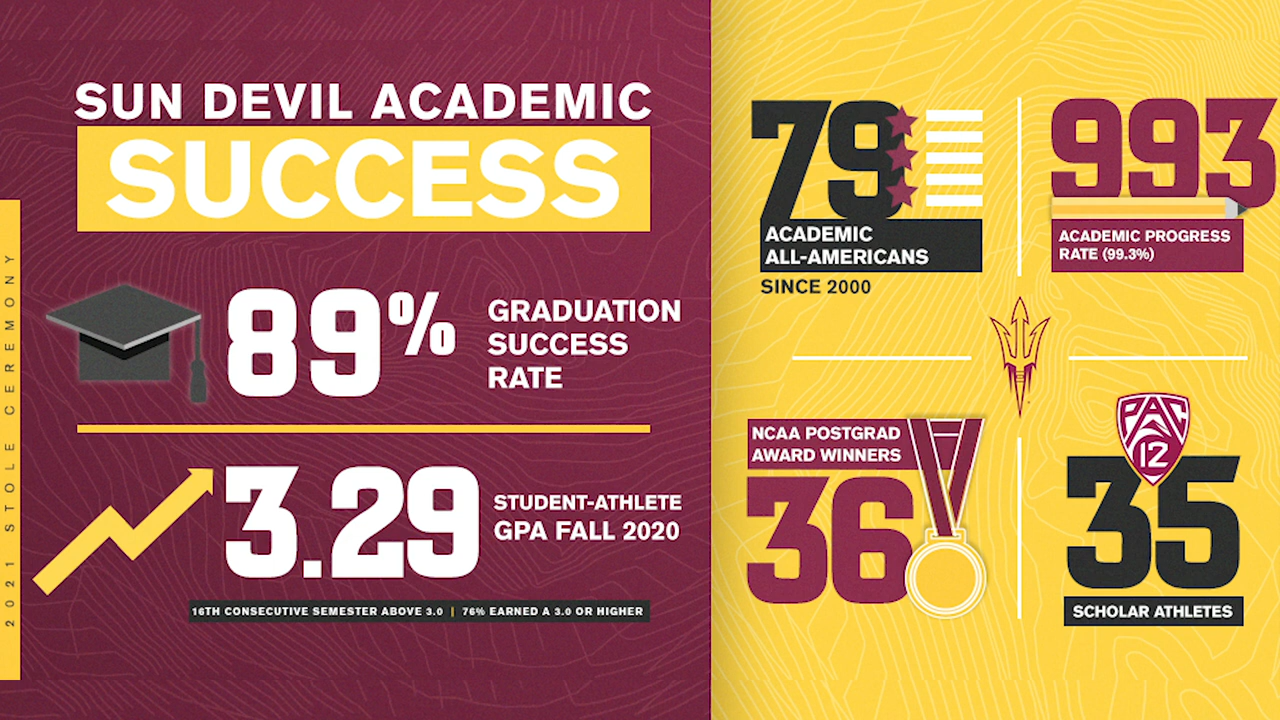 SUN DEVIL ACADEMIC
SUCCESS
2021 STOLE CEREMONY
89%
GRADUATION
SUCCESS
RATE
3.29
STUDENT-ATHLETE
GPA FALL 2020
16TH CONSECUTIVE SEMESTER ABOVE 3.0 | 76% EARNED A 3.0 OR HIGHER
79
ACADEMIC
ALL-AMERICANS
SINCE 2000
993
ACADEMIC PROGRESS
RATE (99.3%)
NCAA POSTGRAD
AWARD WINNERS
36
PAC
12
35
SCHOLAR ATHLETES